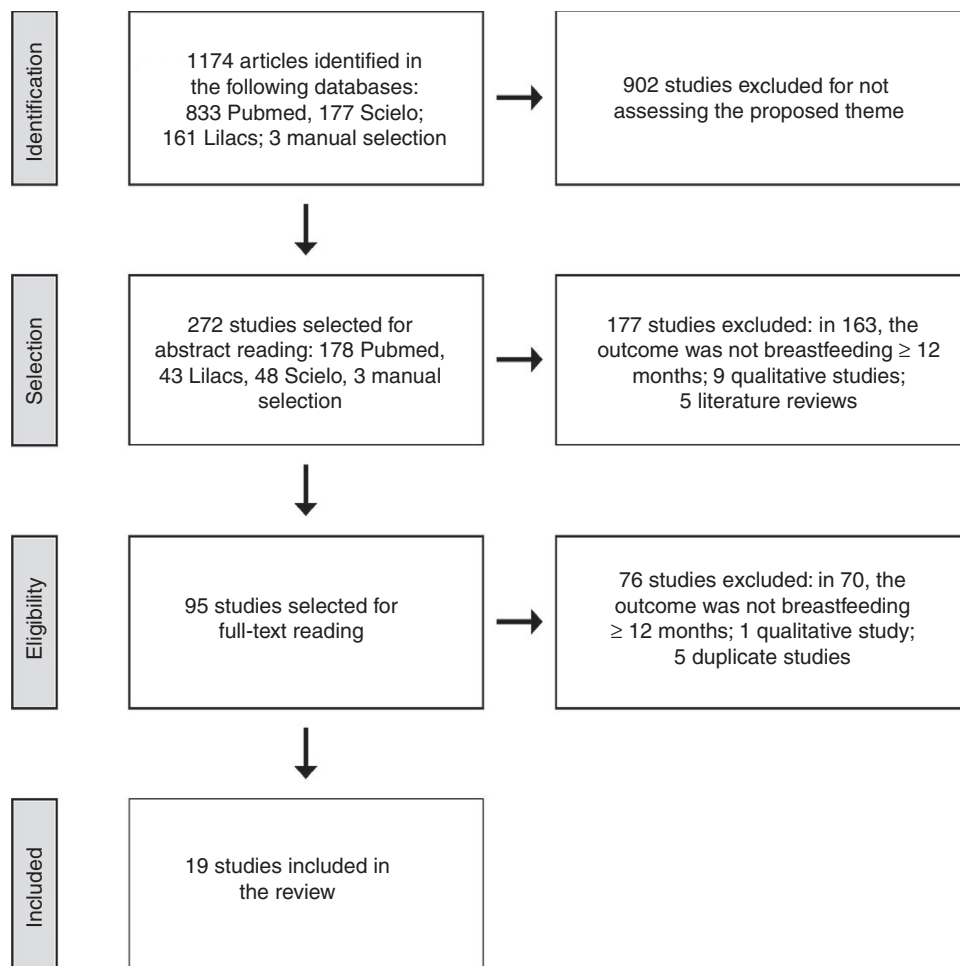 Identification
1174 articles identified in
the following databases:
833 Pubmed, 177 Scielo;
161 Lilacs; 3 manual selection
902 studies excluded for not
assessing the proposed theme
Selection
272 studies selected for
abstract reading: 178 Pubmed,
43 Lilacs, 48 Scielo, 3 manual
selection
177 studies excluded: in 163, the
outcome was not breastfeeding ≥ 12
months; 9 qualitative studies;
5 literature reviews
Eligibility
95 studies selected for
full-text reading
76 studies excluded: in 70, the
outcome was not breastfeeding
≥ 12 months; 1 qualitative study;
5 duplicate studies
Included
19 studies included in
the review